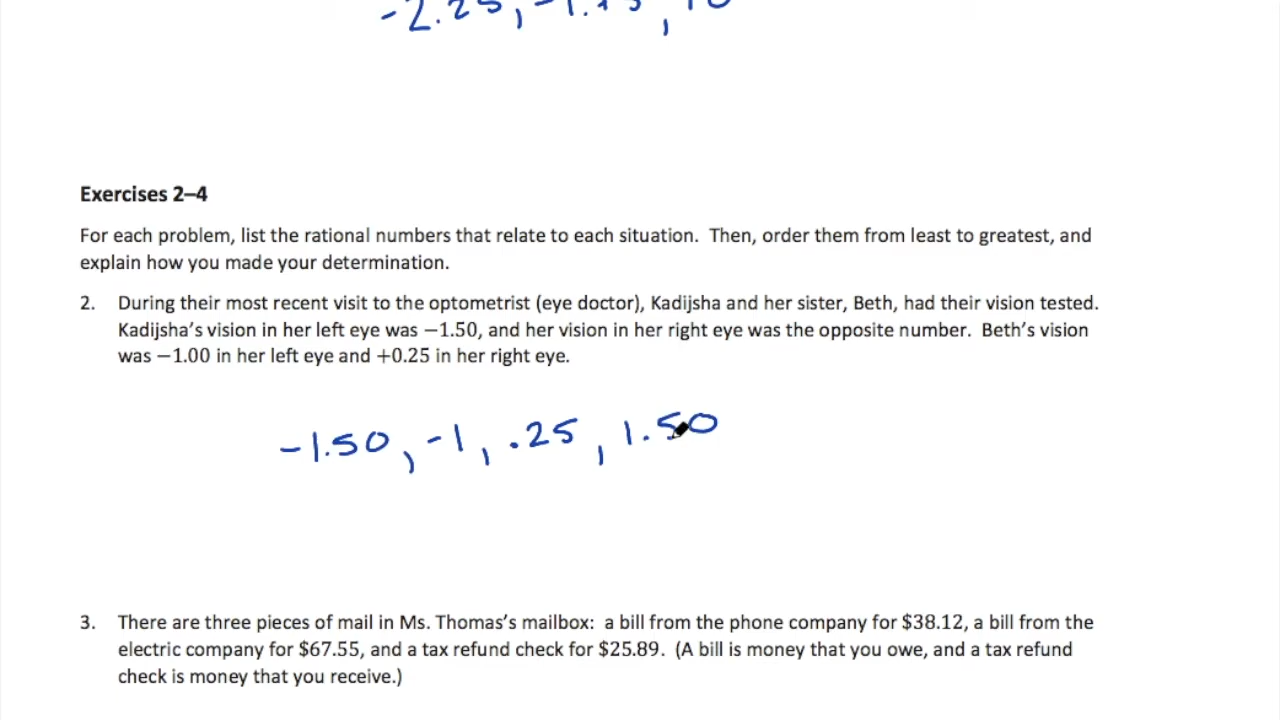 -2.25, -1.
Exercises 2–4
For each problem, list the rational numbers that relate to each situation. Then, order them from least to greatest, and
explain how you made your determination.
2. During their most recent visit to the optometrist (eye doctor), Kadijsha and her sister, Beth, had their vision tested.
Kadijsha's vision in her left eye was −1.50, and her vision in her right eye was the opposite number. Beth's vision
was −1.00 in her left eye and +0.25 in her right eye.
-1.50, -1, .25, 1.50
3. There are three pieces of mail in Ms. Thomas's mailbox: a bill from the phone company for $38.12, a bill from the
electric company for $67.55, and a tax refund check for $25.89. (A bill is money that you owe, and a tax refund
check is money that you receive.)